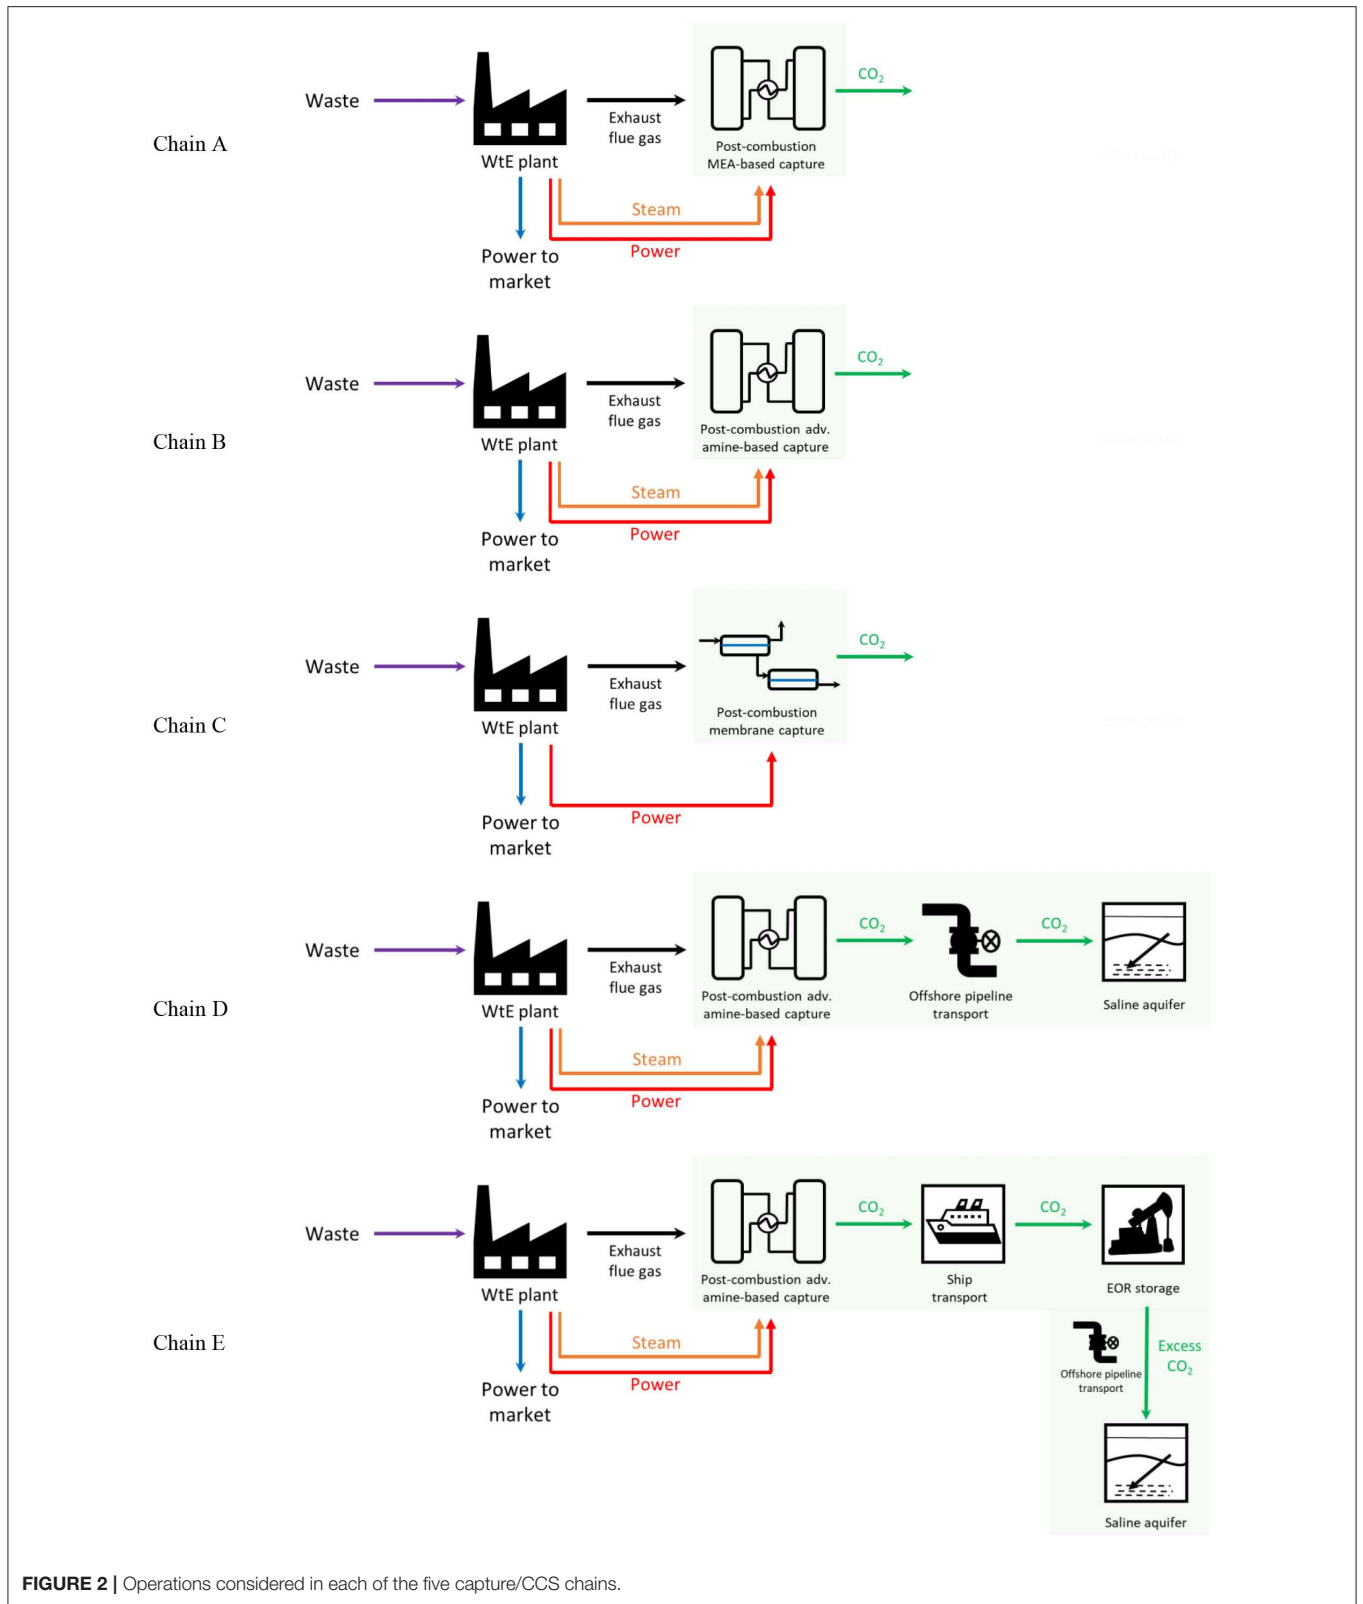 Waste
Exhaust
flue gas
CO2
Post-combustion
MEA-based capture
Chain A
WtE plant
Steam
Power
Power to
market
Waste
Exhaust
flue gas
CO2
Post-combustion adv.
amine-based capture
Chain B
WtE plant
Steam
Power
Power to
market
Waste
Exhaust
flue gas
CO2
Post-combustion
membrane capture
Chain C
WtE plant
Power
Power to
market
Waste
Exhaust
flue gas
CO2
CO2
Post-combustion adv.
amine-based capture
Offshore pipeline
transport
Saline aquifer
Chain D
WtE plant
Steam
Power
Power to
market
Waste
Exhaust
flue gas
CO2
CO2
Post-combustion adv.
amine-based capture
Ship
transport
EOR storage
Chain E
WtE plant
Steam
Power
Power to
market
Excess
CO2
Offshore pipeline
transport
Saline aquifer
FIGURE 2 | Operations considered in each of the five capture/CCS chains.